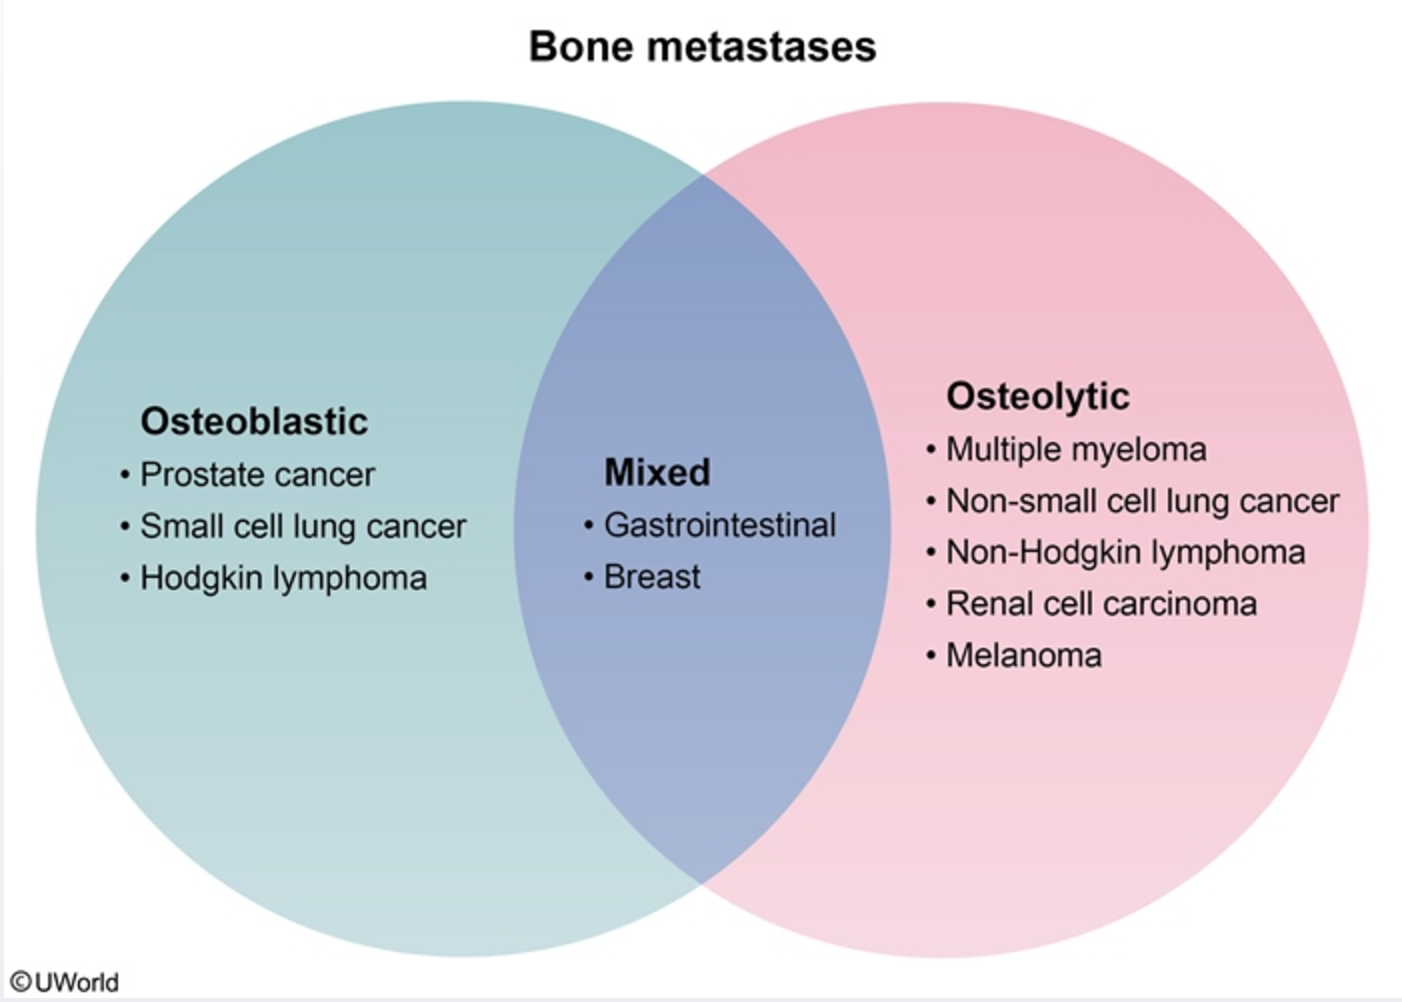 Bone metastases
Osteoblastic
• Prostate cancer
• Small cell lung cancer
• Hodgkin lymphoma
Mixed
• Gastrointestinal
• Breast
Osteolytic
• Multiple myeloma
• Non-small cell lung cancer
• Non-Hodgkin lymphoma
• Renal cell carcinoma
• Melanoma
©UWorld